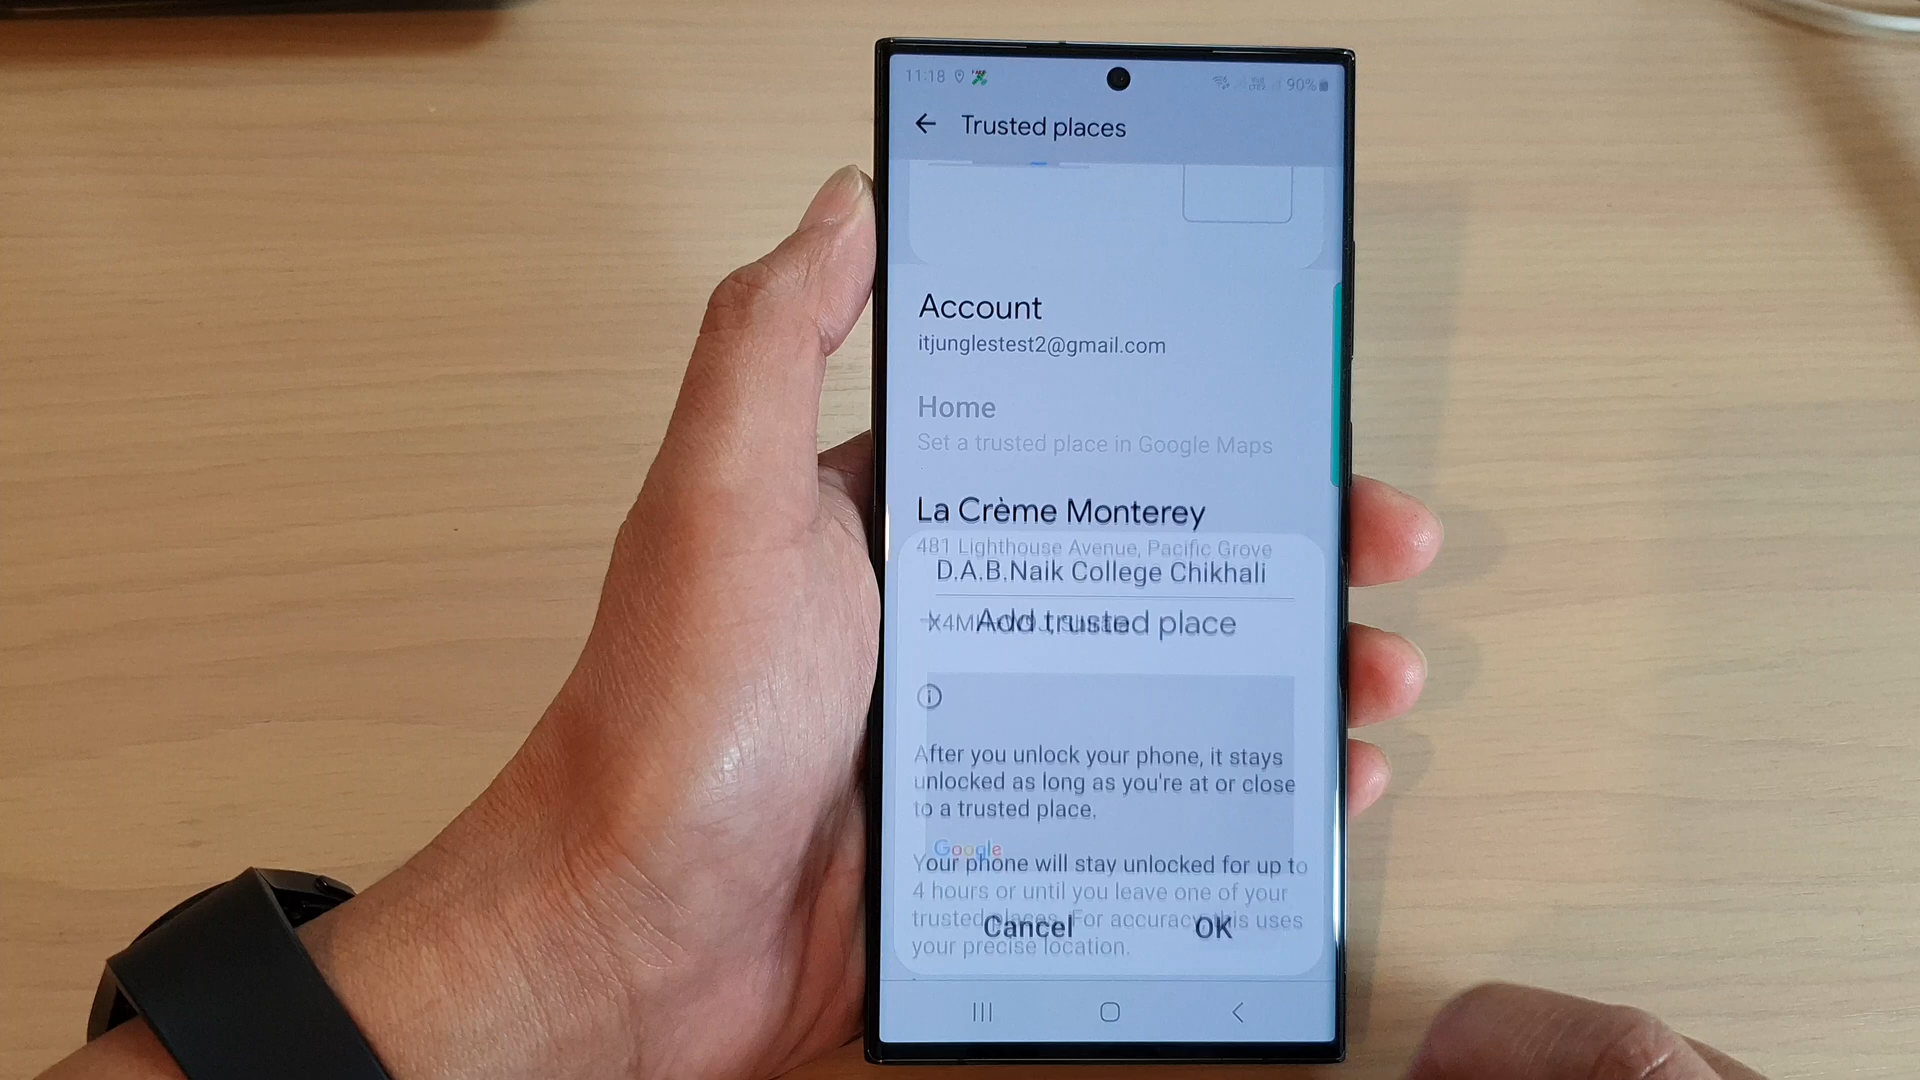 11:18
90%
Trusted places
Account
itjunglestest2@gmail.com
Home
Set a trusted place in Google Maps
La Crème Monterey
481 Lighthouse Avenue, Pacific Grove
D.A.B.Naik College Chikhali
Add trusted place
After you unlock your phone, it stays
unlocked as long as you're at or close
to a trusted place.
Google
Your phone will stay unlocked for up to
4 hours or until you leave one of your
trusted places. For accuracy this uses
your precise location.
Cancel
OK